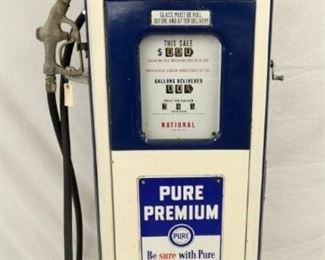 GLASS MUST BE FULL
BEFORE AND AFTER DELIVERY
THIS SALE
$
GALLONS DELIVERED
PRICE PER GALLON
NATIONAL
PURE
PREMIUM
PURE
Be sure with Pure